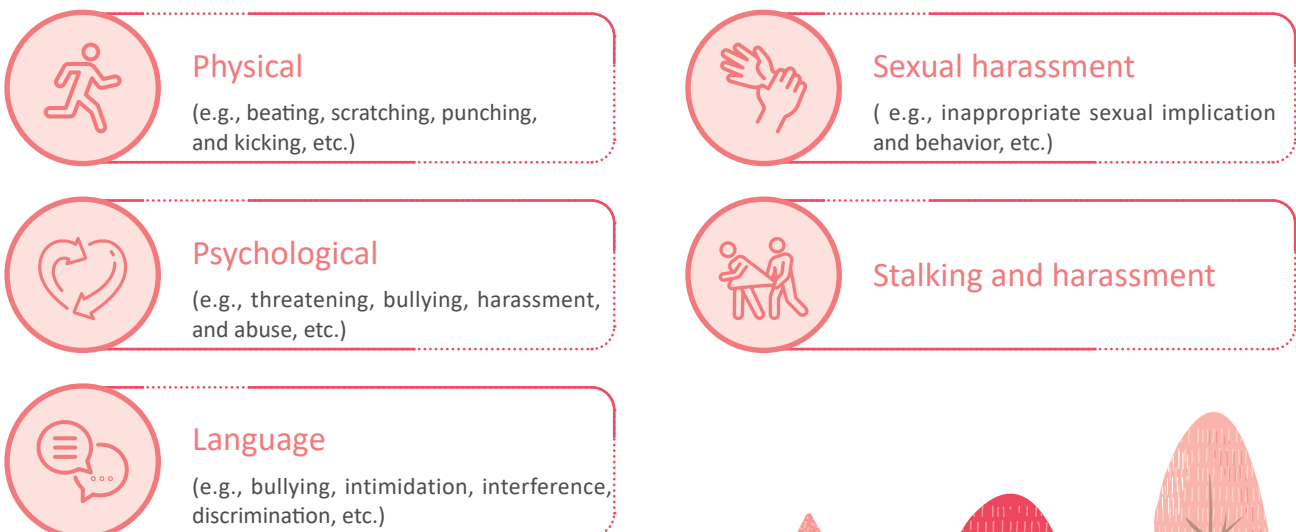 Physical
(e.g., beating, scratching, punching,
and kicking, etc.)
Psychological
(e.g., threatening, bullying, harassment,
and abuse, etc.)
Language
(e.g., bullying, intimidation, interference,
discrimination, etc.)
Sexual harassment
( e.g., inappropriate sexual implication
and behavior, etc.)
Stalking and harassment